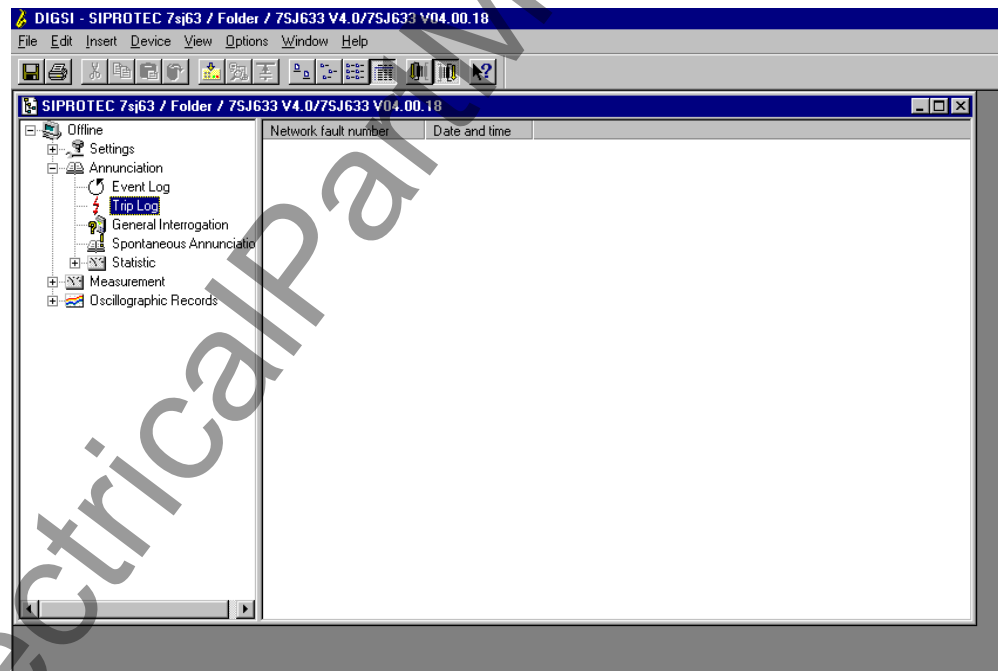 DIGSI - SIPROTEC 7sj63 / Folder / 7SJ633 V4.0/7SJ633 V04.00.18
File Edit Insert Device View Options Window Help
SIPROTEC 7sj63 / Folder / 7SJ633 V4.0/7SJ633 V04.00.18
Offline
Settings
Annunciation
Event Log
Trip Log
General Interrogation
Spontaneous Annunciatio
Statistic
Measurement
Oscillographic Records
Network fault number Date and time
ectricalPartM